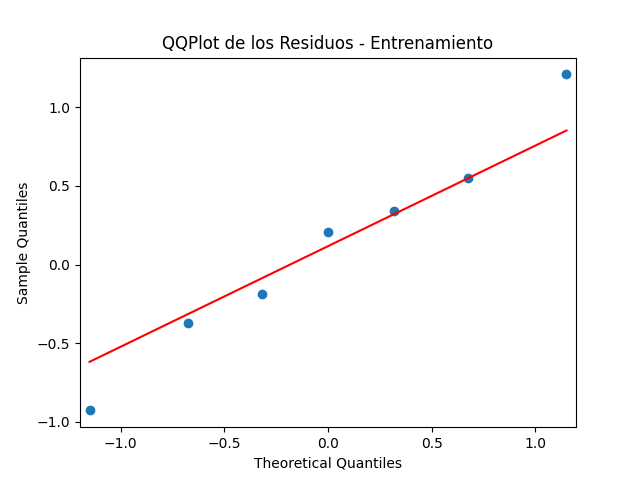 QQPlot de los Residuos - Entrenamiento
1.0
0.5
0.0
−0.5
−1.0
Sample Quantiles
−1.0 −0.5 0.0 0.5 1.0
Theoretical Quantiles